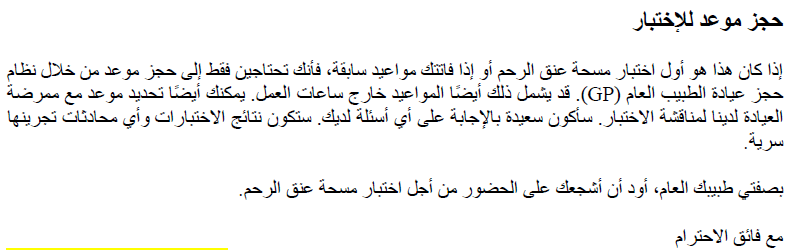 حجز موعد للإختبار
إذا كان هذا هو أول اختبار مسحة عنق الرحم أو إذا فاتتك مواعيد سابقة، فأنك تحتاجين فقط إلى حجز موعد من خلال نظام
حجز عيادة الطبيب العام (GP). قد يشمل ذلك أيضًا المواعيد خارج ساعات العمل. يمكنك أيضًا تحديد موعد مع ممرضة
العيادة لدينا لمناقشة الاختبار. سأكون سعيدة بالإجابة على أي أسئلة لديك. ستكون نتائج الاختبارات وأي محادثات تجرينها
سرية.
بصفتي طبيبك العام، أود أن أشجعك على الحضور من أجل اختبار مسحة عنق الرحم.
مع فائق الاحترام